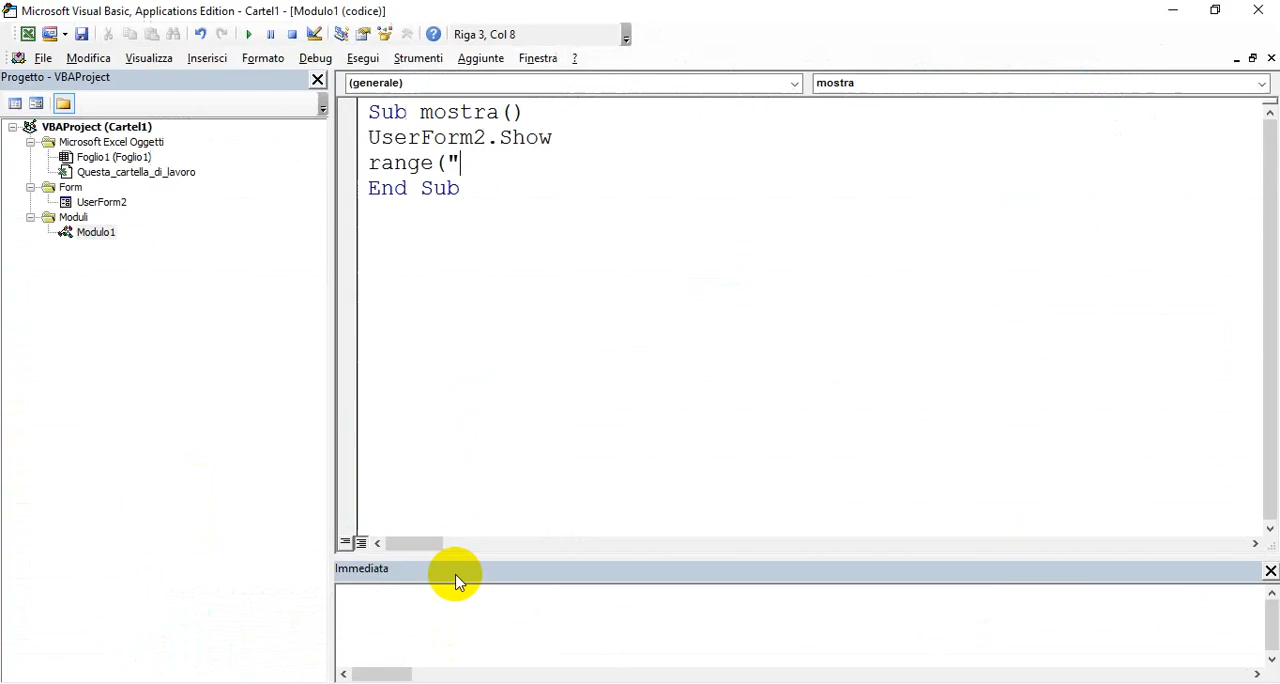 Microsoft Visual Basic, Applications Edition - Cartel1 - [Modulo1 (codice)]
Riga 3, Col 8
File Modifica Visualizza Inserisci Formato Debug Esegui Strumenti Aggiunte Finestra ?
Progetto - VBAProject
(generale)
mostra
VBAProject (Cartel1)
Microsoft Excel Oggetti
Foglio1 (Foglio1)
Questa_cartella_di_lavoro
Form
UserForm2
Moduli
Modulo1
Sub mostra()
UserForm2.Show
range("
End Sub
Immediata